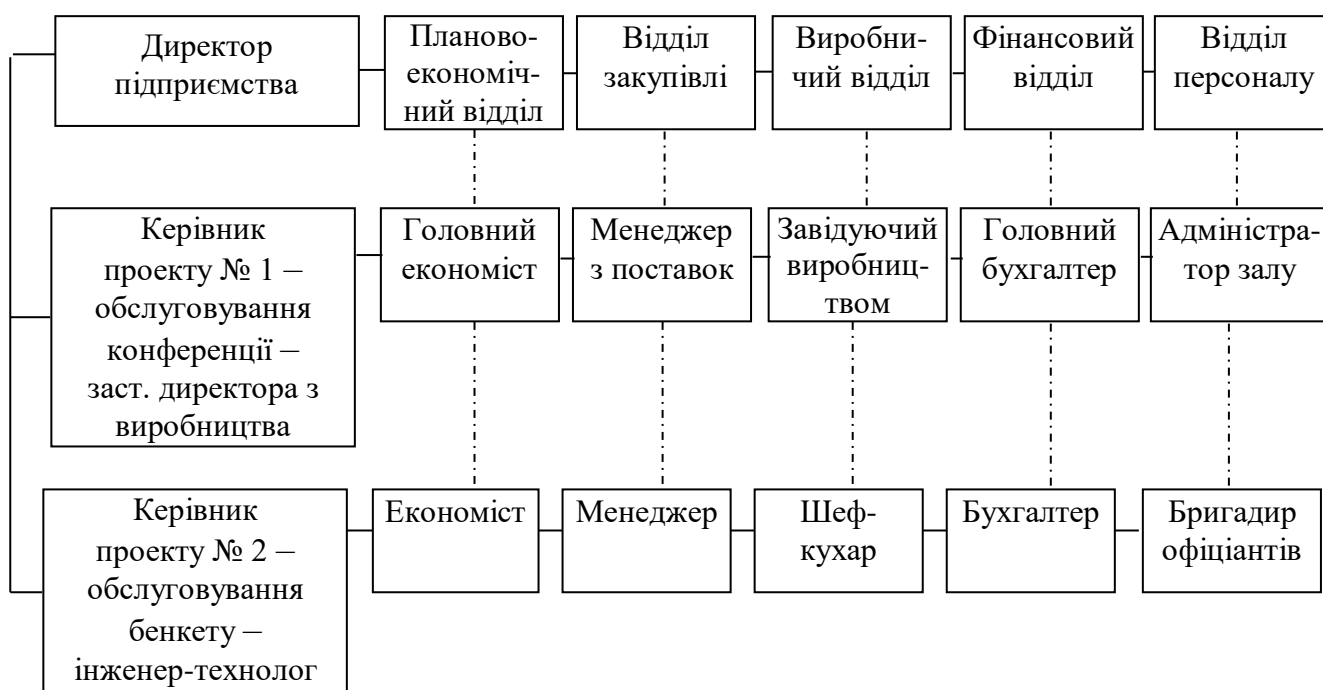 Директор
підприємства
Планово-
економіч-
ний відділ
Відділ
закупівлі
Виробни-
чий відділ
Фінансовий
відділ
Відділ
персоналу
Керівник
проекту № 1 –
обслуговування
конференції –
заст. директора з
виробництва
Головний
економіст
Менеджер
з поставок
Завідуючий
виробниц-
твом
Головний
бухгалтер
Адміністра-
тор залу
Керівник
проекту № 2 –
обслуговування
бенкету –
інженер-технолог
Економіст
Менеджер
Шеф-
кухар
Бухгалтер
Бригадир
офіціантів